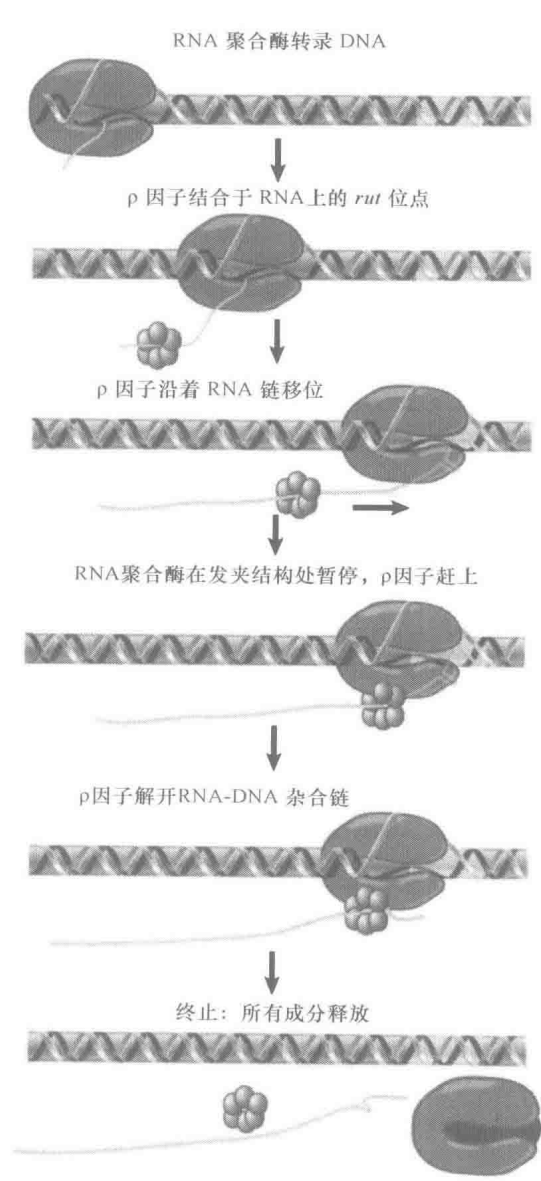 RNA 聚合酶转录 DNA
ρ 因子结合于 RNA上的 rut 位点
ρ 因子沿着 RNA 链移位
RNA聚合酶在发夹结构处暂停，ρ因子赶上
ρ因子解开RNA-DNA 杂合链
终止：所有成分释放